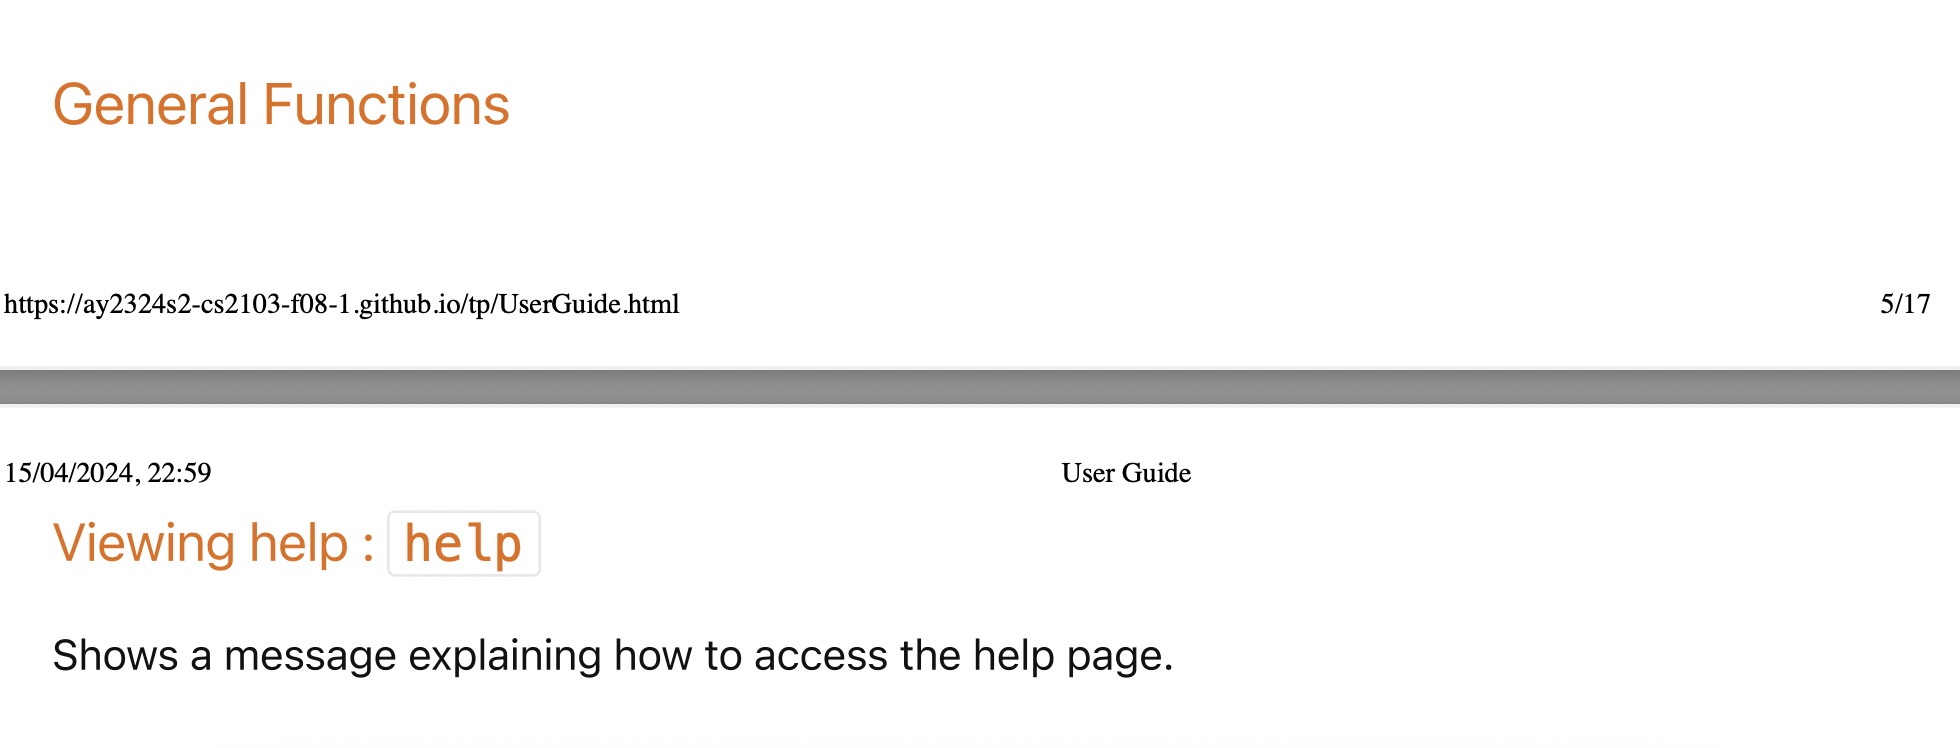 General Functions
https://ay2324s2-cs2103-f08-1.github.io/tp/UserGuide.html 5/17
15/04/2024, 22:59 User Guide
Viewing help : help
Shows a message explaining how to access the help page.